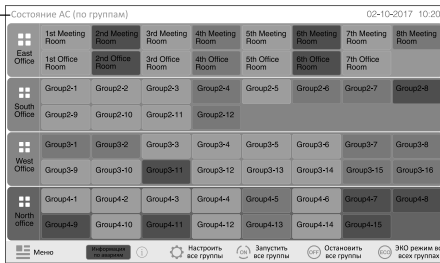 Состояние АС (по группам) 02-10-2017 10:20
East Office
1st Meeting Room 2nd Meeting Room 3rd Meeting Room 4th Meeting Room 5th Meeting Room 6th Meeting Room 7th Meeting Room 8th Meeting Room
1st Office Room 2nd Office Room 3rd Office Room 4th Office Room 5th Office Room 6th Office Room 7th Office Room
South Office
Group2-1 Group2-2 Group2-3 Group2-4 Group2-5 Group2-6 Group2-7 Group2-8
Group2-9 Group2-10 Group2-11 Group2-12
West Office
Group3-1 Group3-2 Group3-3 Group3-4 Group3-5 Group3-6 Group3-7 Group3-8
Group3-9 Group3-10 Group3-11 Group3-12 Group3-13 Group3-14 Group3-15 Group3-16
North office
Group4-1 Group4-2 Group4-3 Group4-4 Group4-5 Group4-6 Group4-7 Group4-8
Group4-9 Group4-10 Group4-11 Group4-12 Group4-13 Group4-14 Group4-15
Меню
Информация по авариям
Настроить все группы
ON Запустить все группы
OFF Остановить все группы
ECO ЭКО режим во всех группах